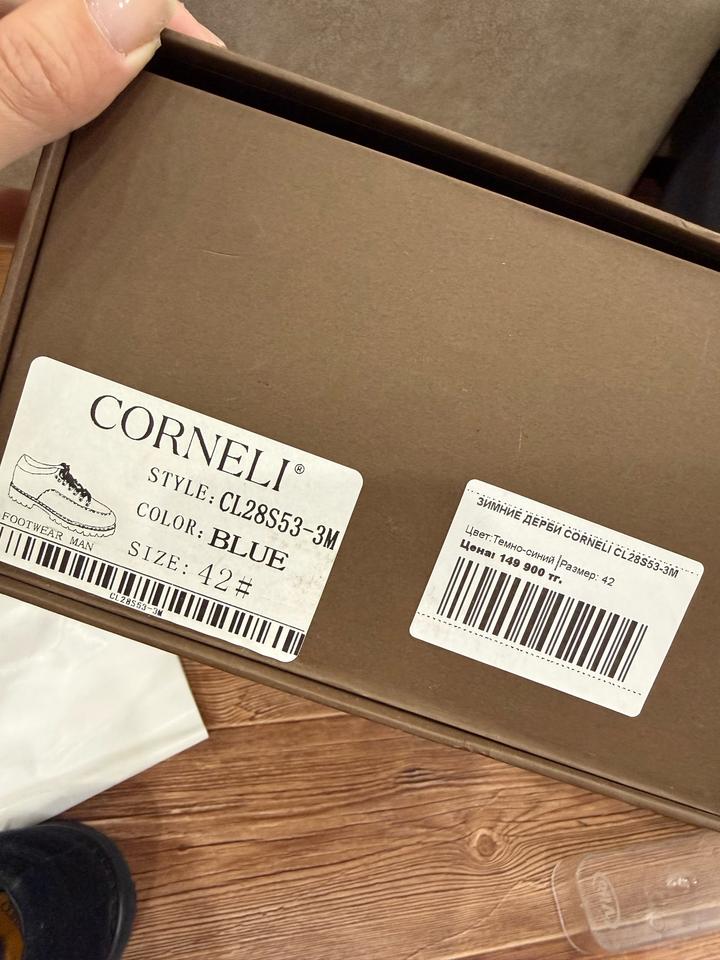 CORNELI®
STYLE: CL28S53-3M
COLOR: BLUE
SIZE: 42#
FOOTWEAR MAN
CL28S53-3M
ЗИМНИЕ ДЕРБИ CORNELI CL28S53-3M
Цвет:Темно-синий |Размер: 42
Цена: 149 900 тг.